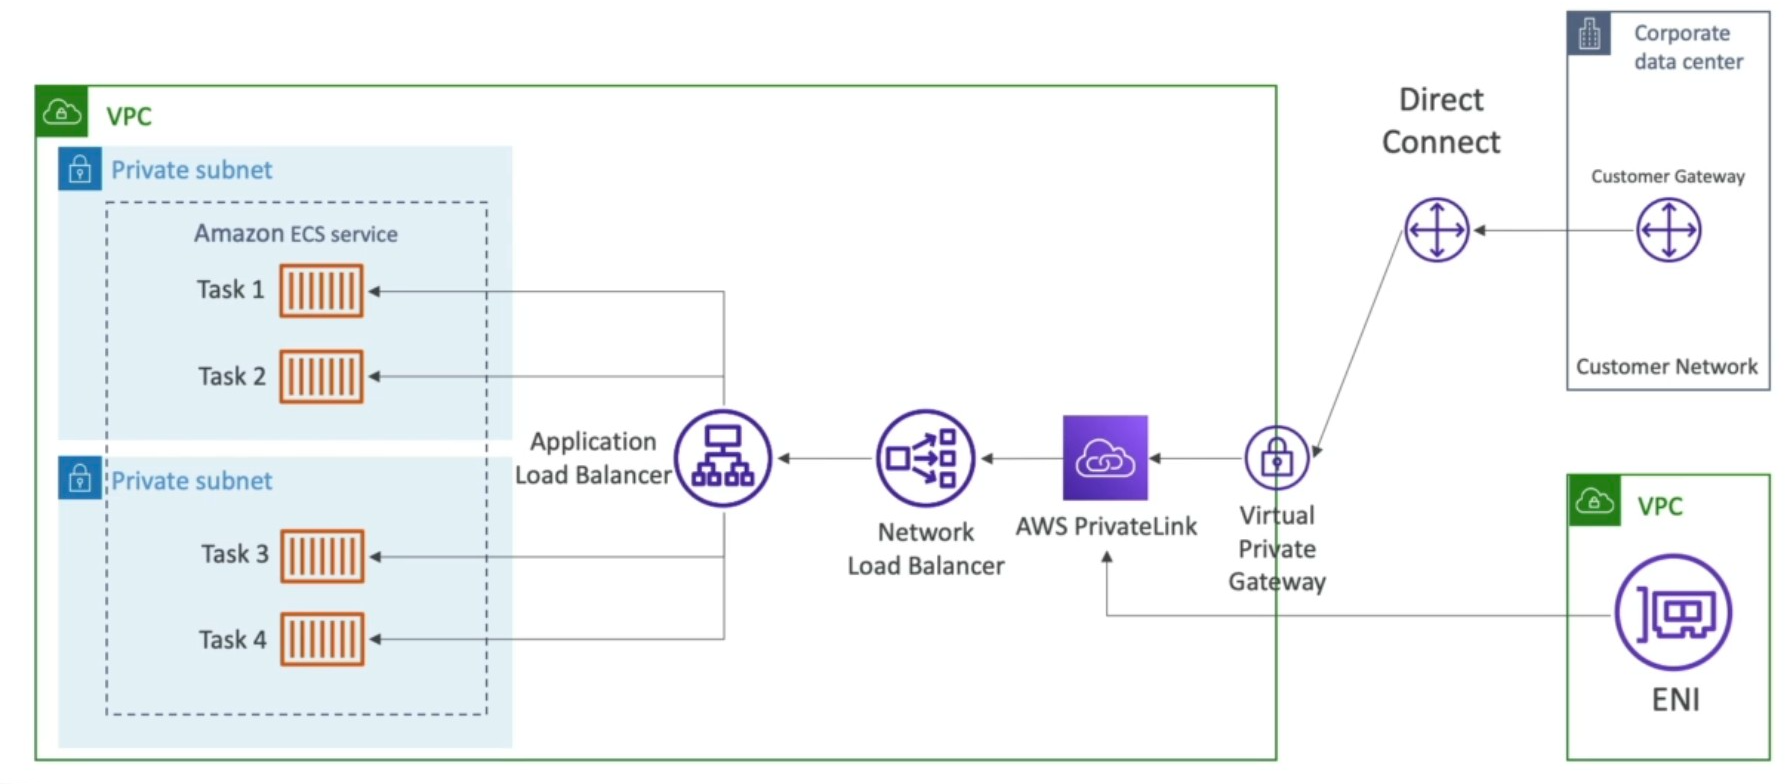 Corporate
data center
Direct
Connect
VPC
Private subnet
Customer Gateway
Amazon ECS service
Task 1
Task 2
Customer Network
Application
Load Balancer
Private subnet
Network
Load Balancer
AWS PrivateLink
Virtual
Private
Gateway
VPC
Task 3
Task 4
ENI